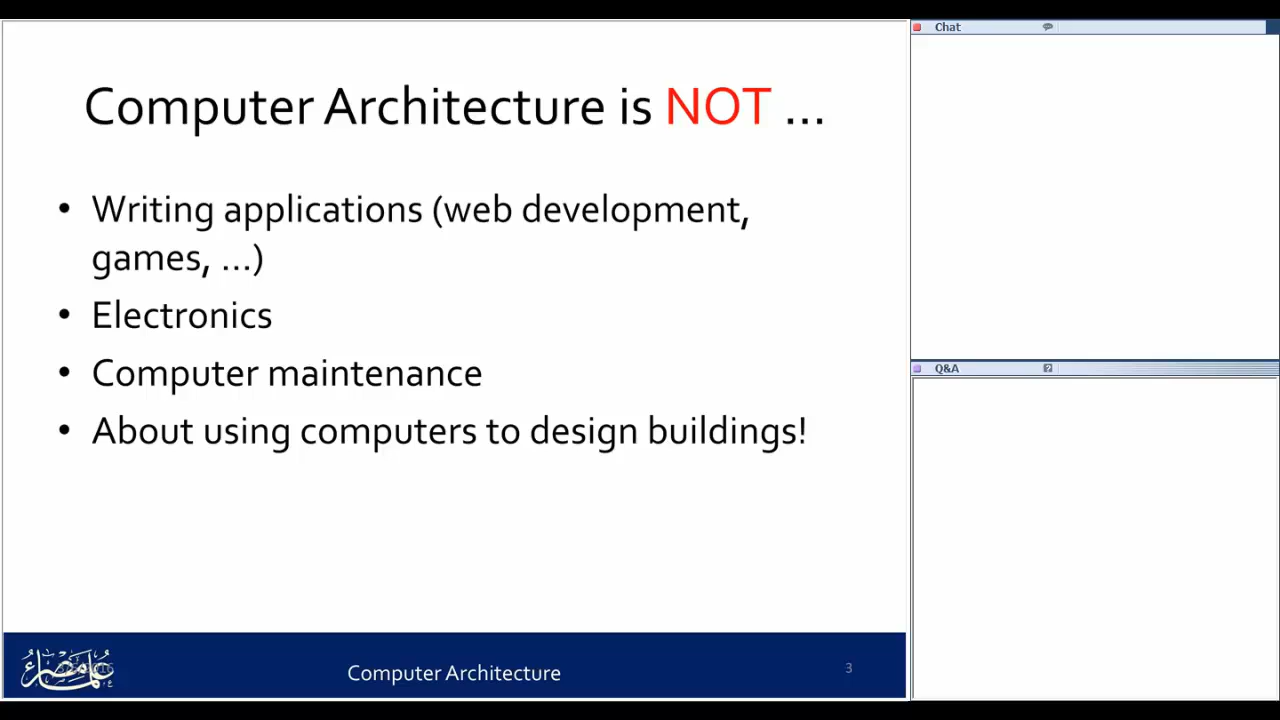 Computer Architecture is NOT ...
• Writing applications (web development,
games, ...)
• Electronics
• Computer maintenance
• About using computers to design buildings!
Computer Architecture
3
Chat
Q&A